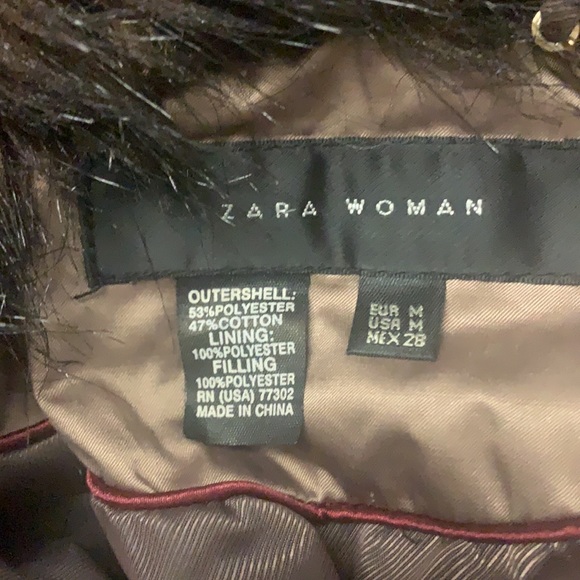 ZARA WOMAN
OUTERSHELL:
53%POLYESTER
47%COTTON
LINING:
100%POLYESTER
FILLING
100%POLYESTER
RN (USA) 77302
MADE IN CHINA
EUR M
USA M
MEX 28